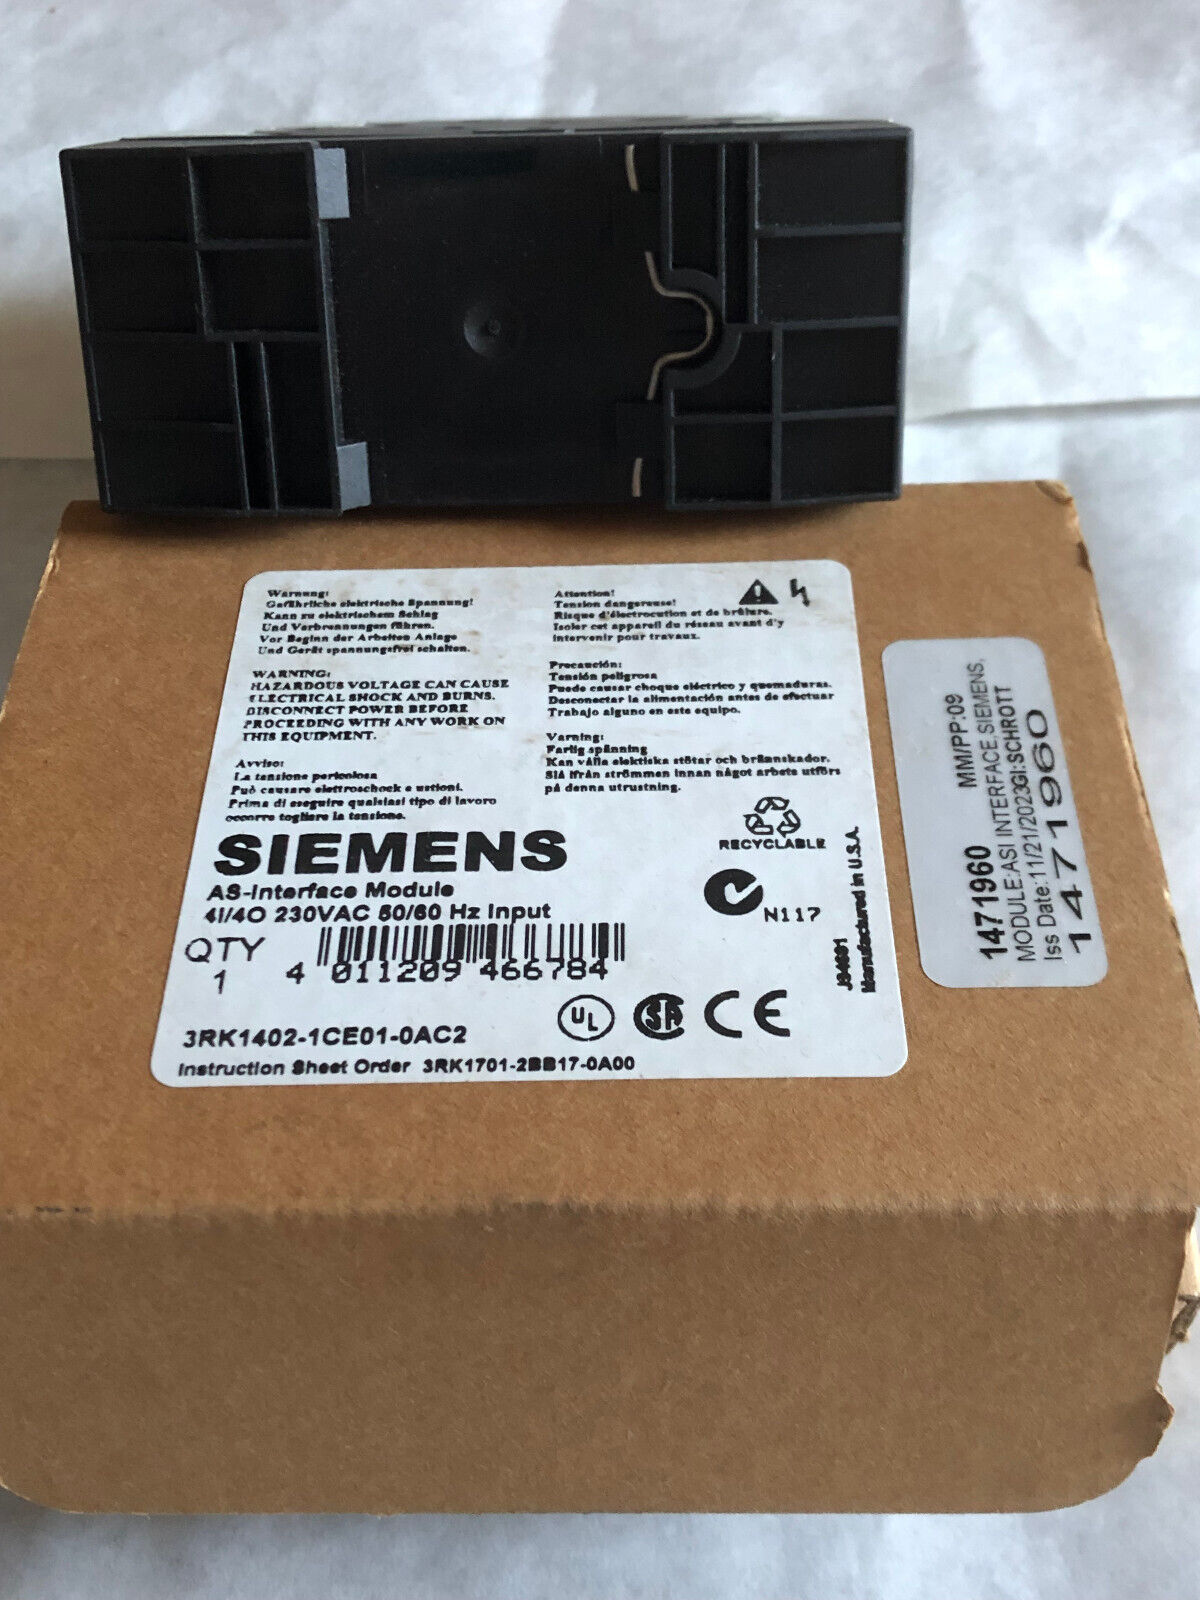 Warnung:
Gefährliche elektrische Spannung!
Kann zu elektrischem Schlag
Und Verbrennungen führen.
Vor Beginn der Arbeiten Anlage
Und Gerät spannungsfrei schalten.
WARNING:
HAZARDOUS VOLTAGE CAN CAUSE
ELECTRICAL SHOCK AND BURNS.
DISCONNECT POWER BEFORE
PROCEEDING WITH ANY WORK ON
THIS EQUIPMENT.
Avviso:
La tensione pericolosa
Può causare elettroschock e ustioni.
Prima di eseguire qualsiasi tipo di lavoro
occorre togliere la tensione.
Attention!
Tension dangereuse!
Risque d'électrocution et de brûlure.
Isoler cet appareil du réseau avant d'y
intervenir pour travaux.
Precaución:
Tensión peligrosa
Puede causar choque eléctrico y quemaduras.
Desconectar la alimentación antes de efectuar
Trabajo alguno en este equipo.
Varning:
Farlig spänning
Kan vålla elektiska stötar och brännskador.
Slå ifrån strömmen innan något arbete utförs
på denna utrustning.
RECYCLABLE
SIEMENS
AS-Interface Module
4I/4O 230VAC 50/60 Hz Input
N117
QTY
1
4 011209 466784
Manufactured in U.S.A.
UL
SA
CE
3RK1402-1CE01-0AC2
Instruction Sheet Order 3RK1701-2BB17-0A00
1471960 MM/PP:09
MODULE:ASI INTERFACE,SIEMENS,
Iss Date:11/21/2023GI:SCHROTT
1471960